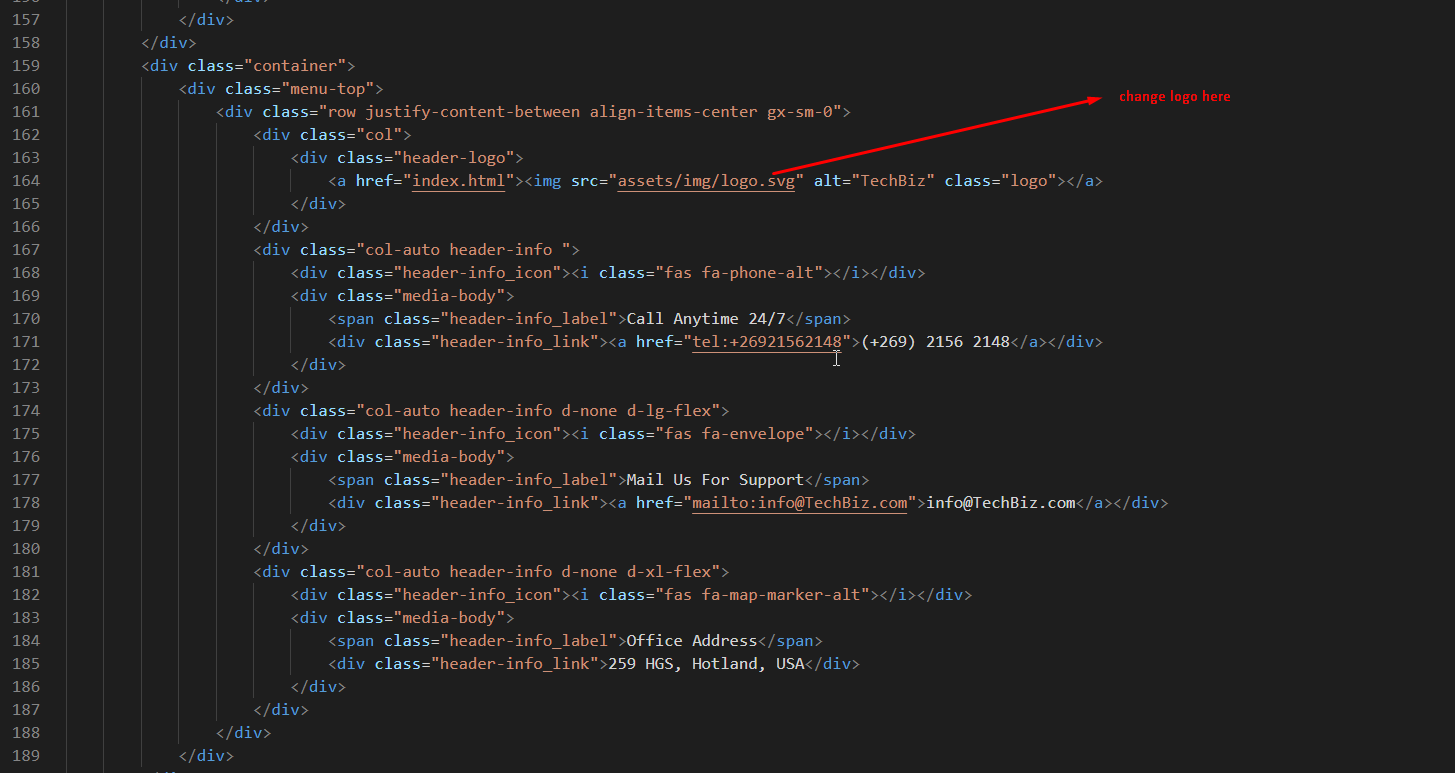 157 </div>
158 </div>
159 <div class="container">
160 <div class="menu-top">
change logo here
161 <div class="row justify-content-between align-items-center gx-sm-0">
162 <div class="col">
163 <div class="header-logo">
164 <a href="index.html"><img src="assets/img/logo.svg" alt="TechBiz" class="logo"></a>
165 </div>
166 </div>
167 <div class="col-auto header-info ">
168 <div class="header-info_icon"><i class="fas fa-phone-alt"></i></div>
169 <div class="media-body">
170 <span class="header-info_label">Call Anytime 24/7</span>
171 <div class="header-info_link"><a href="tel:+26921562148">(+269) 2156 2148</a></div>
172 </div>
173 </div>
174 <div class="col-auto header-info d-none d-lg-flex">
175 <div class="header-info_icon"><i class="fas fa-envelope"></i></div>
176 <div class="media-body">
177 <span class="header-info_label">Mail Us For Support</span>
178 <div class="header-info_link"><a href="mailto:info@TechBiz.com">info@TechBiz.com</a></div>
179 </div>
180 </div>
181 <div class="col-auto header-info d-none d-xl-flex">
182 <div class="header-info_icon"><i class="fas fa-map-marker-alt"></i></div>
183 <div class="media-body">
184 <span class="header-info_label">Office Address</span>
185 <div class="header-info_link">259 HGS, Hotland, USA</div>
186 </div>
187 </div>
188 </div>
189 </div>